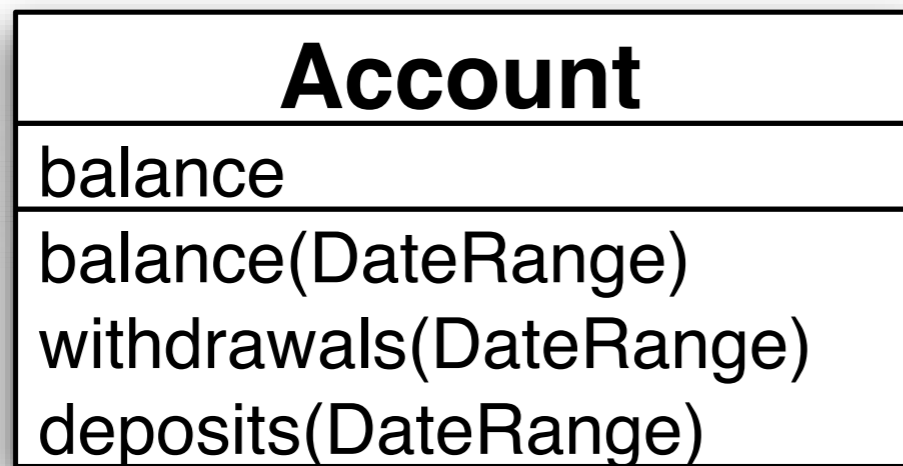 Account
balance
balance(DateRange)
withdrawals(DateRange)
deposits(DateRange)